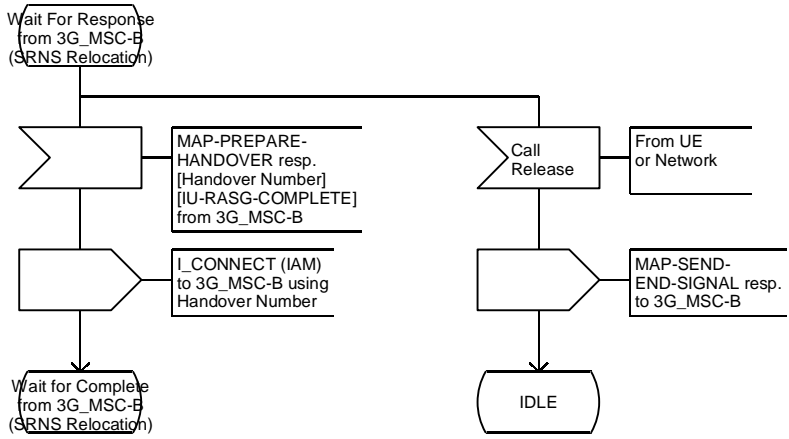 Wait For Response
from 3G_MSC-B
(SRNS Relocation)
MAP-PREPARE-
HANDOVER resp.
[Handover Number]
[IU-RASG-COMPLETE]
from 3G_MSC-B
Call
Release
From UE
or Network
I_CONNECT (IAM)
to 3G_MSC-B using
Handover Number
MAP-SEND-
END-SIGNAL resp.
to 3G_MSC-B
Wait for Complete
from 3G_MSC-B
(SRNS Relocation)
IDLE